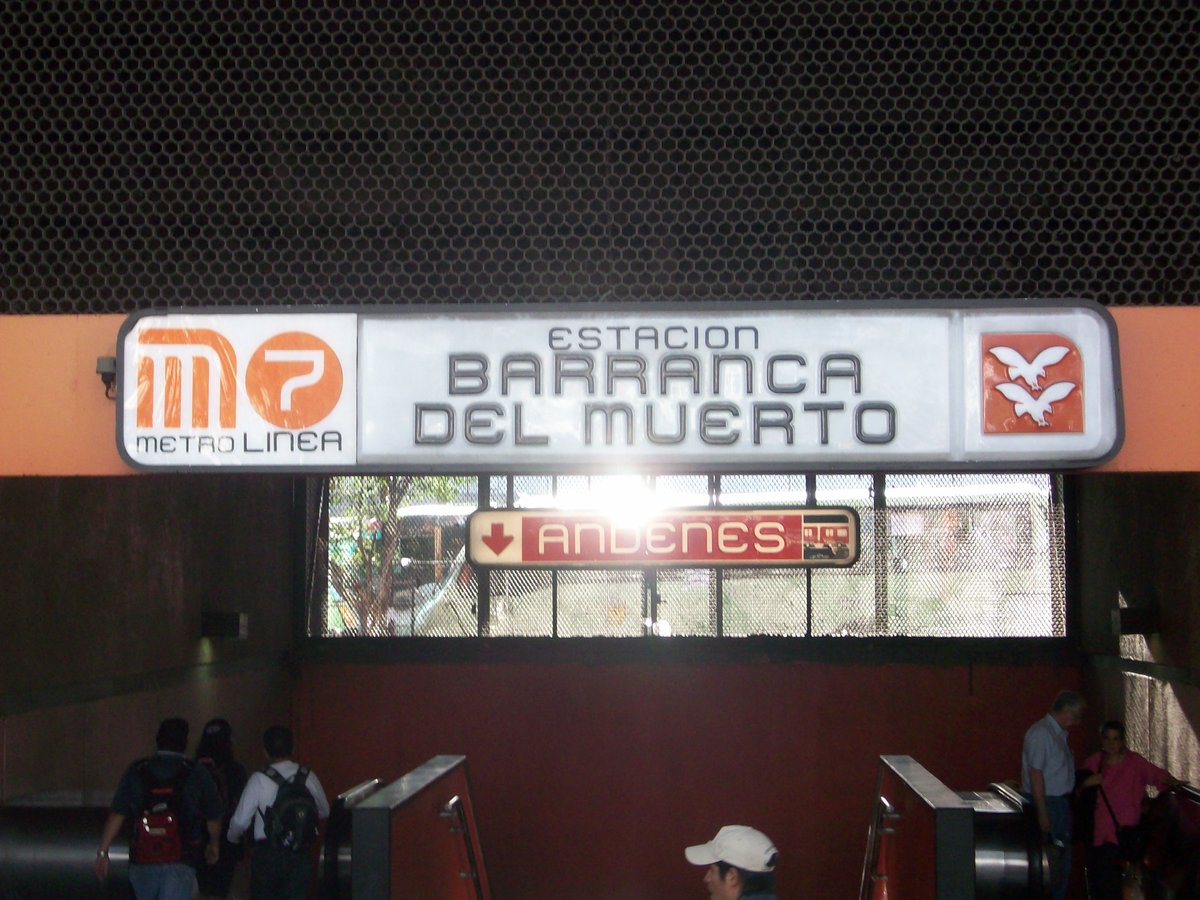 M 7
METRO LINEA
ESTACION
BARRANCA
DEL MUERTO
ANDENES